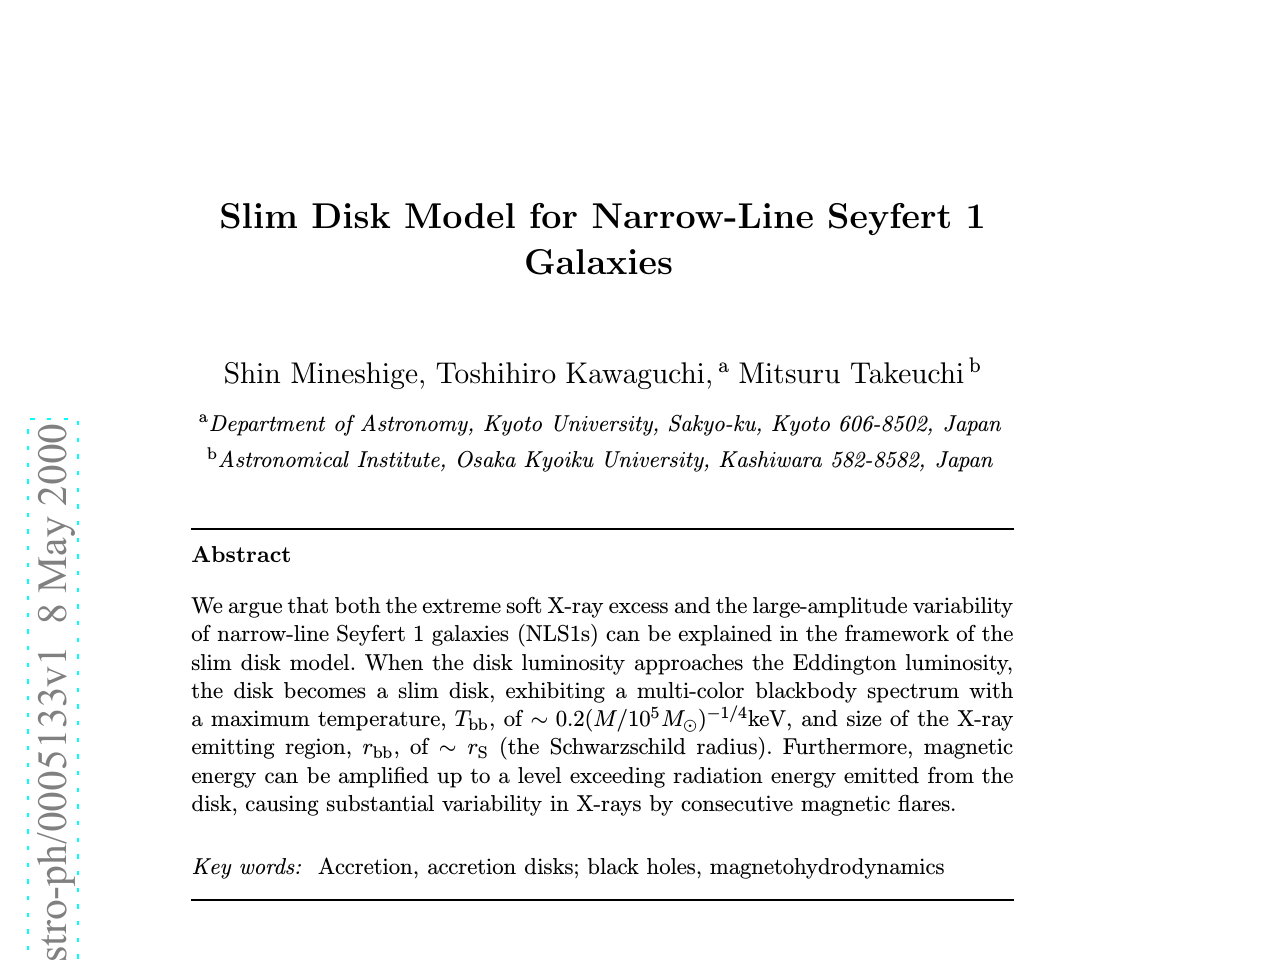 Slim Disk Model for Narrow-Line Seyfert 1
Galaxies
Shin Mineshige, Toshihiro Kawaguchi, a Mitsuru Takeuchi b
a Department of Astronomy, Kyoto University, Sakyo-ku, Kyoto 606-8502, Japan
b Astronomical Institute, Osaka Kyoiku University, Kashiwara 582-8582, Japan
Abstract
We argue that both the extreme soft X-ray excess and the large-amplitude variability
of narrow-line Seyfert 1 galaxies (NLS1s) can be explained in the framework of the
slim disk model. When the disk luminosity approaches the Eddington luminosity,
the disk becomes a slim disk, exhibiting a multi-color blackbody spectrum with
a maximum temperature, T_bb, of ∼ 0.2(M/10^5 M_⊙)^{−1/4}keV, and size of the X-ray
emitting region, r_bb, of ∼ r_S (the Schwarzschild radius). Furthermore, magnetic
energy can be amplified up to a level exceeding radiation energy emitted from the
disk, causing substantial variability in X-rays by consecutive magnetic flares.
Key words: Accretion, accretion disks; black holes, magnetohydrodynamics
stro-ph/0005133v1 8 May 2000